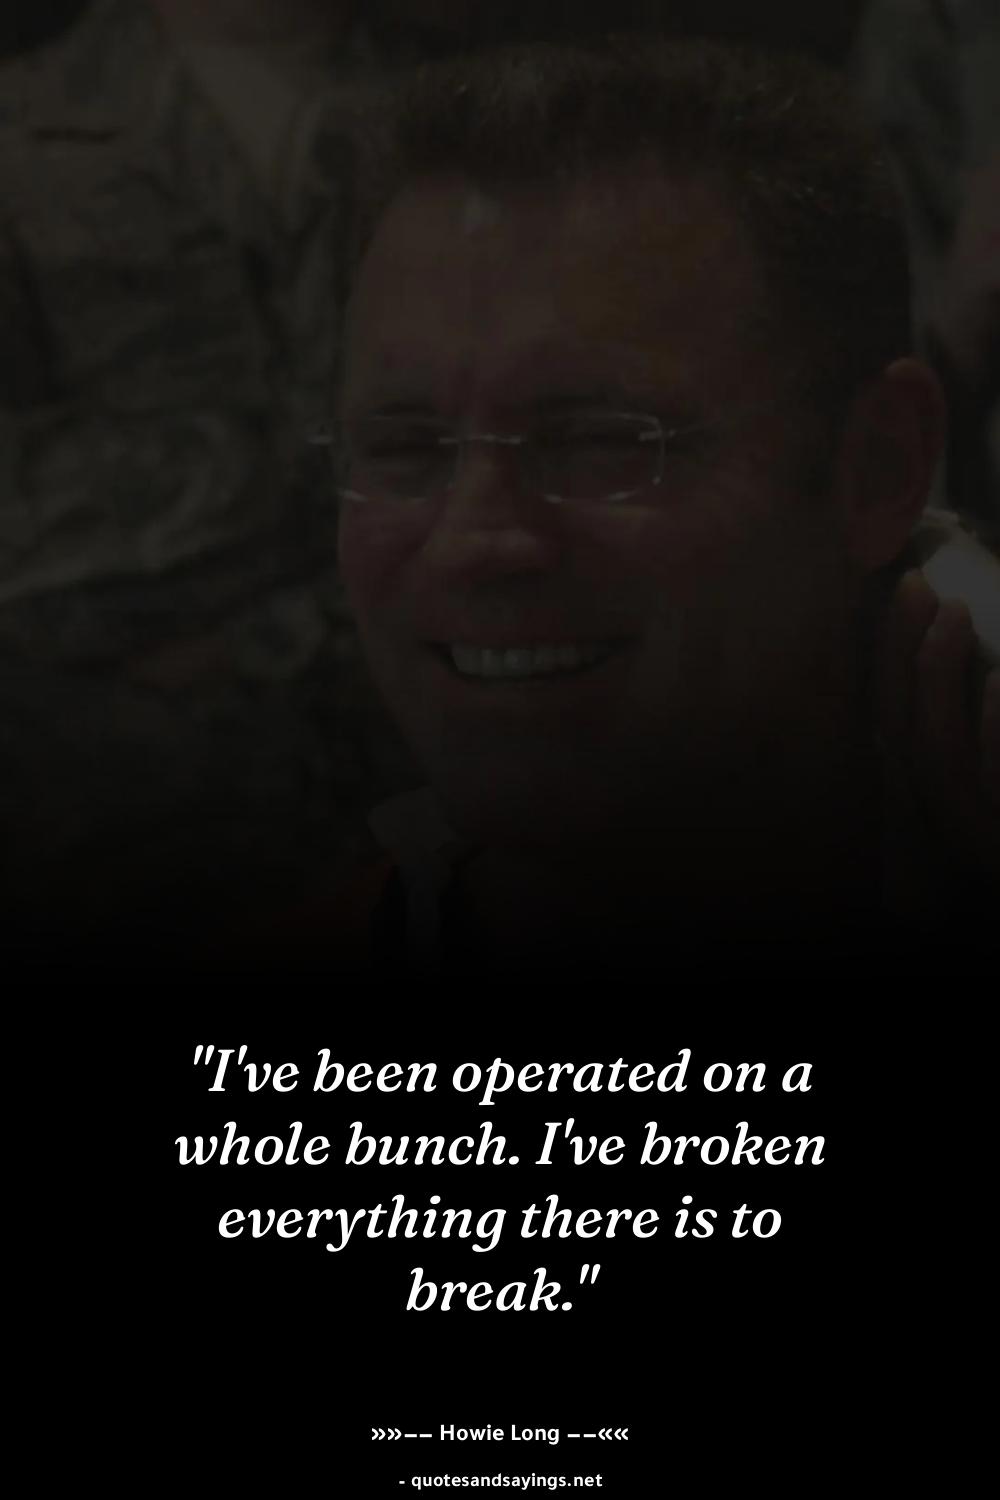 "I've been operated on a
whole bunch. I've broken
everything there is to
break."
»»−− Howie Long −−««
- quotesandsayings.net